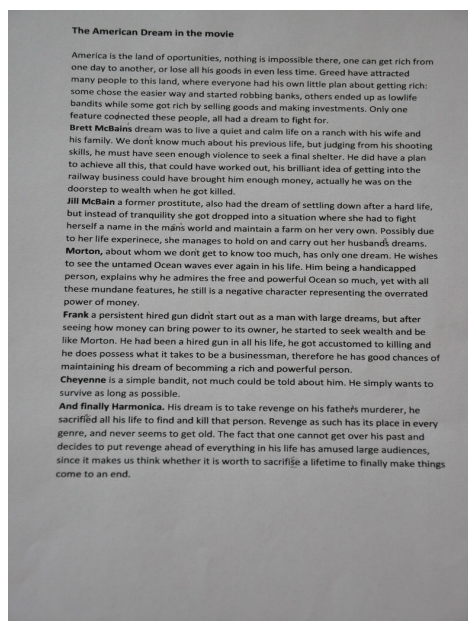 The American Dream in the movie
America is the land of oportunities, nothing is impossible there, one can get rich from
one day to another, or lose all his goods in even less time. Greed have attracted
many people to this land, where everyone had his own little plan about getting rich:
some chose the easier way and started robbing banks, others ended up as lowlife
bandits while some got rich by selling goods and making investments. Only one
feature connected these people, all had a dream to fight for.
Brett McBains dream was to live a quiet and calm life on a ranch with his wife and
his family. We don't know much about his previous life, but judging from his shooting
skills, he must have seen enough violence to seek a final shelter. He did have a plan
to achieve all this, that could have worked out, his brilliant idea of getting into the
railway business could have brought him enough money, actually he was on the
doorstep to wealth when he got killed.
Jill McBain a former prostitute, also had the dream of settling down after a hard life,
but instead of tranquility she got dropped into a situation where she had to fight
herself a name in the man's world and maintain a farm on her very own. Possibly due
to her life experinece, she manages to hold on and carry out her husband's dreams.
Morton, about whom we don't get to know too much, has only one dream. He wishes
to see the untamed Ocean waves ever again in his life. Him being a handicapped
person, explains why he admires the free and powerful Ocean so much, yet with all
these mundane features, he still is a negative character representing the overrated
power of money.
Frank a persistent hired gun didn't start out as a man with large dreams, but after
seeing how money can bring power to its owner, he started to seek wealth and be
like Morton. He had been a hired gun in all his life, he got accustomed to killing and
he does possess what it takes to be a businessman, therefore he has good chances of
maintaining his dream of becomming a rich and powerful person.
Cheyenne is a simple bandit, not much could be told about him. He simply wants to
survive as long as possible.
And finally Harmonica. His dream is to take revenge on his father's murderer, he
sacrified all his life to find and kill that person. Revenge as such has its place in every
genre, and never seems to get old. The fact that one cannot get over his past and
decides to put revenge ahead of everything in his life has amused large audiences,
since it makes us think whether it is worth to sacrifise a lifetime to finally make things
come to an end.